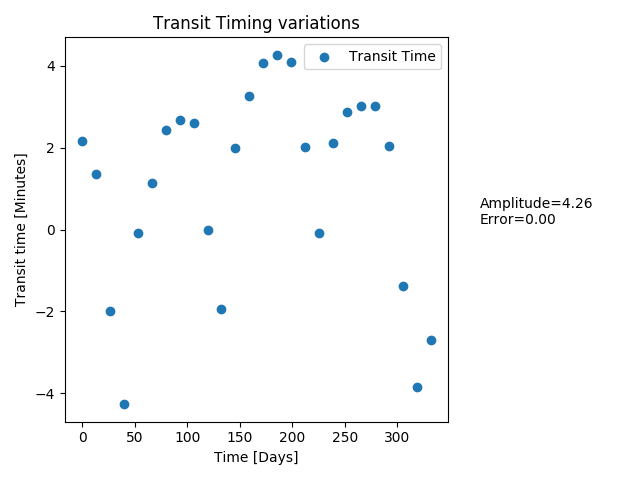 Transit Timing variations
Transit Time
Transit time [Minutes]
4
2
0
−2
−4
0
50
100
150
200
250
300
Time [Days]
Amplitude=4.26
Error=0.00